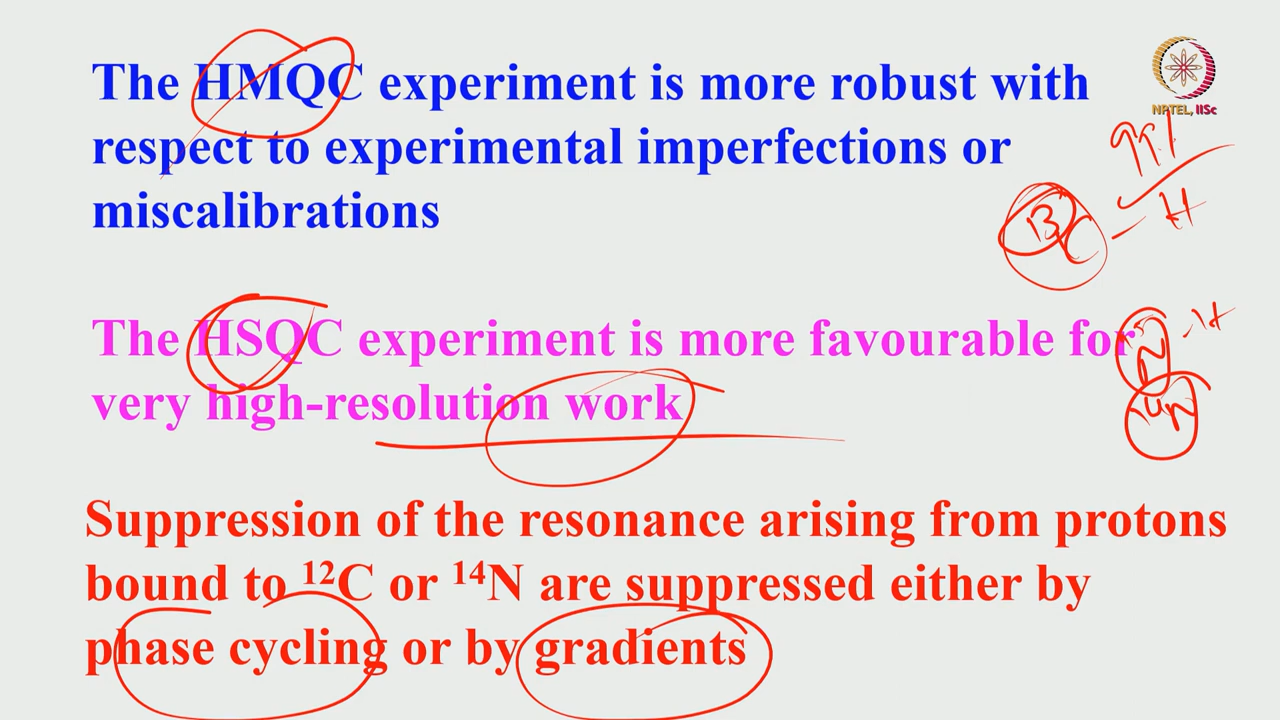 The HMQC experiment is more robust with
respect to experimental imperfections or
miscalibrations
NPTEL, IISc
99%
13C - H
The HSQC experiment is more favourable for
very high-resolution work
15N - H
14N
Suppression of the resonance arising from protons
bound to ¹²C or ¹⁴N are suppressed either by
phase cycling or by gradients